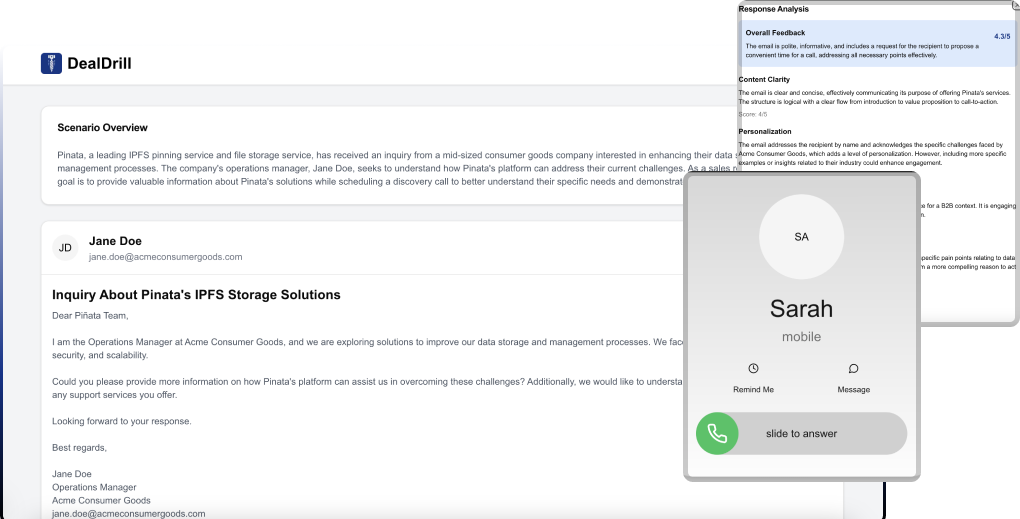 DealDrill
Scenario Overview
Pinata, a leading IPFS pinning service and file storage service, has received an inquiry from a mid-sized consumer goods company interested in enhancing their data s
management processes. The company's operations manager, Jane Doe, seeks to understand how Pinata's platform can address their current challenges. As a sales re
goal is to provide valuable information about Pinata's solutions while scheduling a discovery call to better understand their specific needs and demonstrat
JD
Jane Doe
jane.doe@acmeconsumergoods.com
Inquiry About Pinata's IPFS Storage Solutions
Dear Piñata Team,
I am the Operations Manager at Acme Consumer Goods, and we are exploring solutions to improve our data storage and management processes. We face
security, and scalability.
Could you please provide more information on how Pinata's platform can assist us in overcoming these challenges? Additionally, we would like to understa
any support services you offer.
Looking forward to your response.
Best regards,
Jane Doe
Operations Manager
Acme Consumer Goods
jane.doe@acmeconsumergoods.com
Response Analysis
Overall Feedback
4.3/5
The email is polite, informative, and includes a request for the recipient to propose a
convenient time for a call, addressing all necessary points effectively.
Content Clarity
The email is clear and concise, effectively communicating its purpose of offering Pinata's services.
The structure is logical with a clear flow from introduction to value proposition to call-to-action.
Score: 4/5
Personalization
The email addresses the recipient by name and acknowledges the specific challenges faced by
Acme Consumer Goods, which adds a level of personalization. However, including more specific
examples or insights related to their industry could enhance engagement.
e for a B2B context. It is engaging
n.
pecific pain points relating to data
n a more compelling reason to act
SA
Sarah
mobile
Remind Me
Message
slide to answer